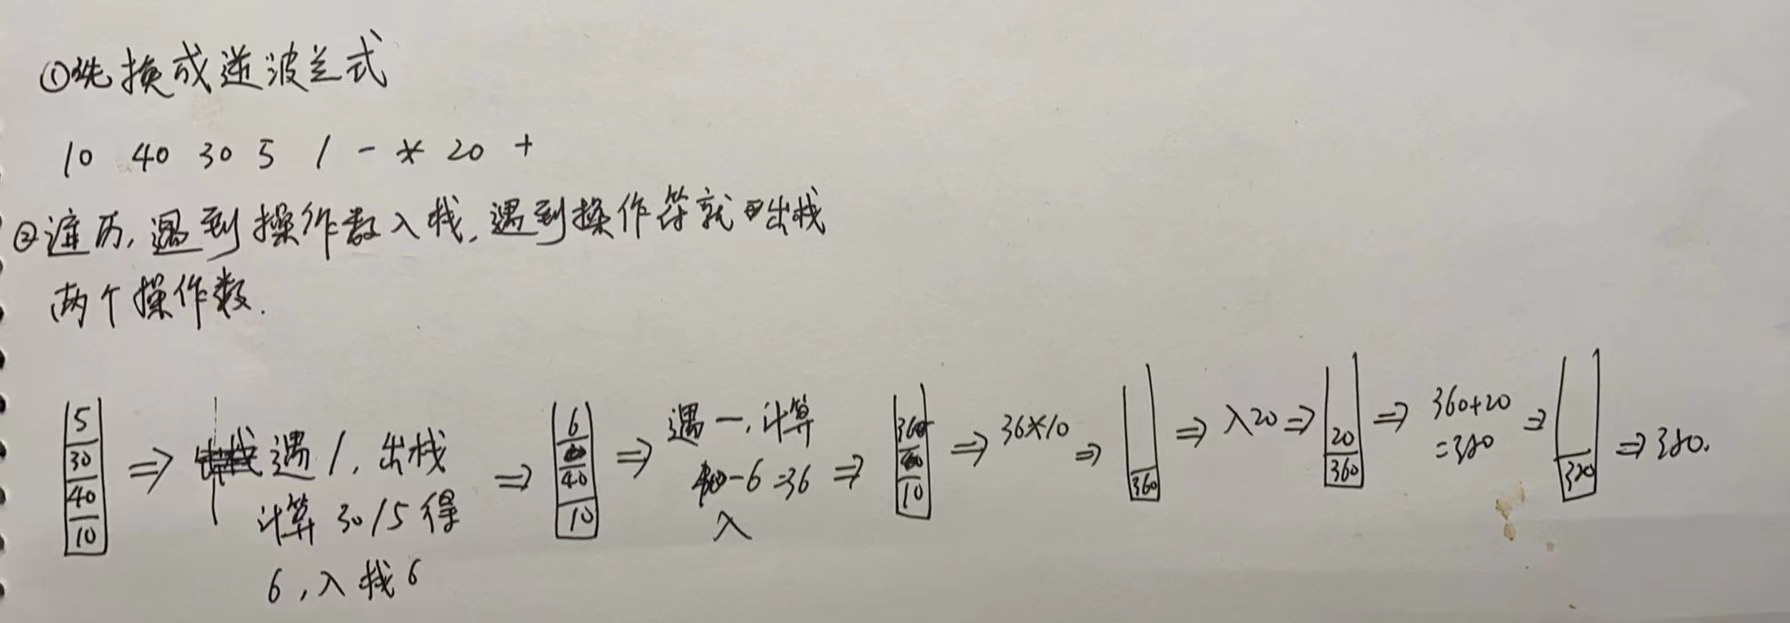 ①先换成逆波兰式
10 40 30 5 / - * 20 +
②遍历,遇到操作数入栈,遇到操作符就出栈
两个操作数.
5
30
40
10
⇒
遇/,出栈
计算 30/5得
6,入栈6
⇒
6
40
10
⇒
遇一,计算
40-6=36
入
⇒
36
10
⇒ 36*10 ⇒
360
⇒ 入20 ⇒
20
360
⇒ 360+20
=380
⇒
380
⇒ 380.